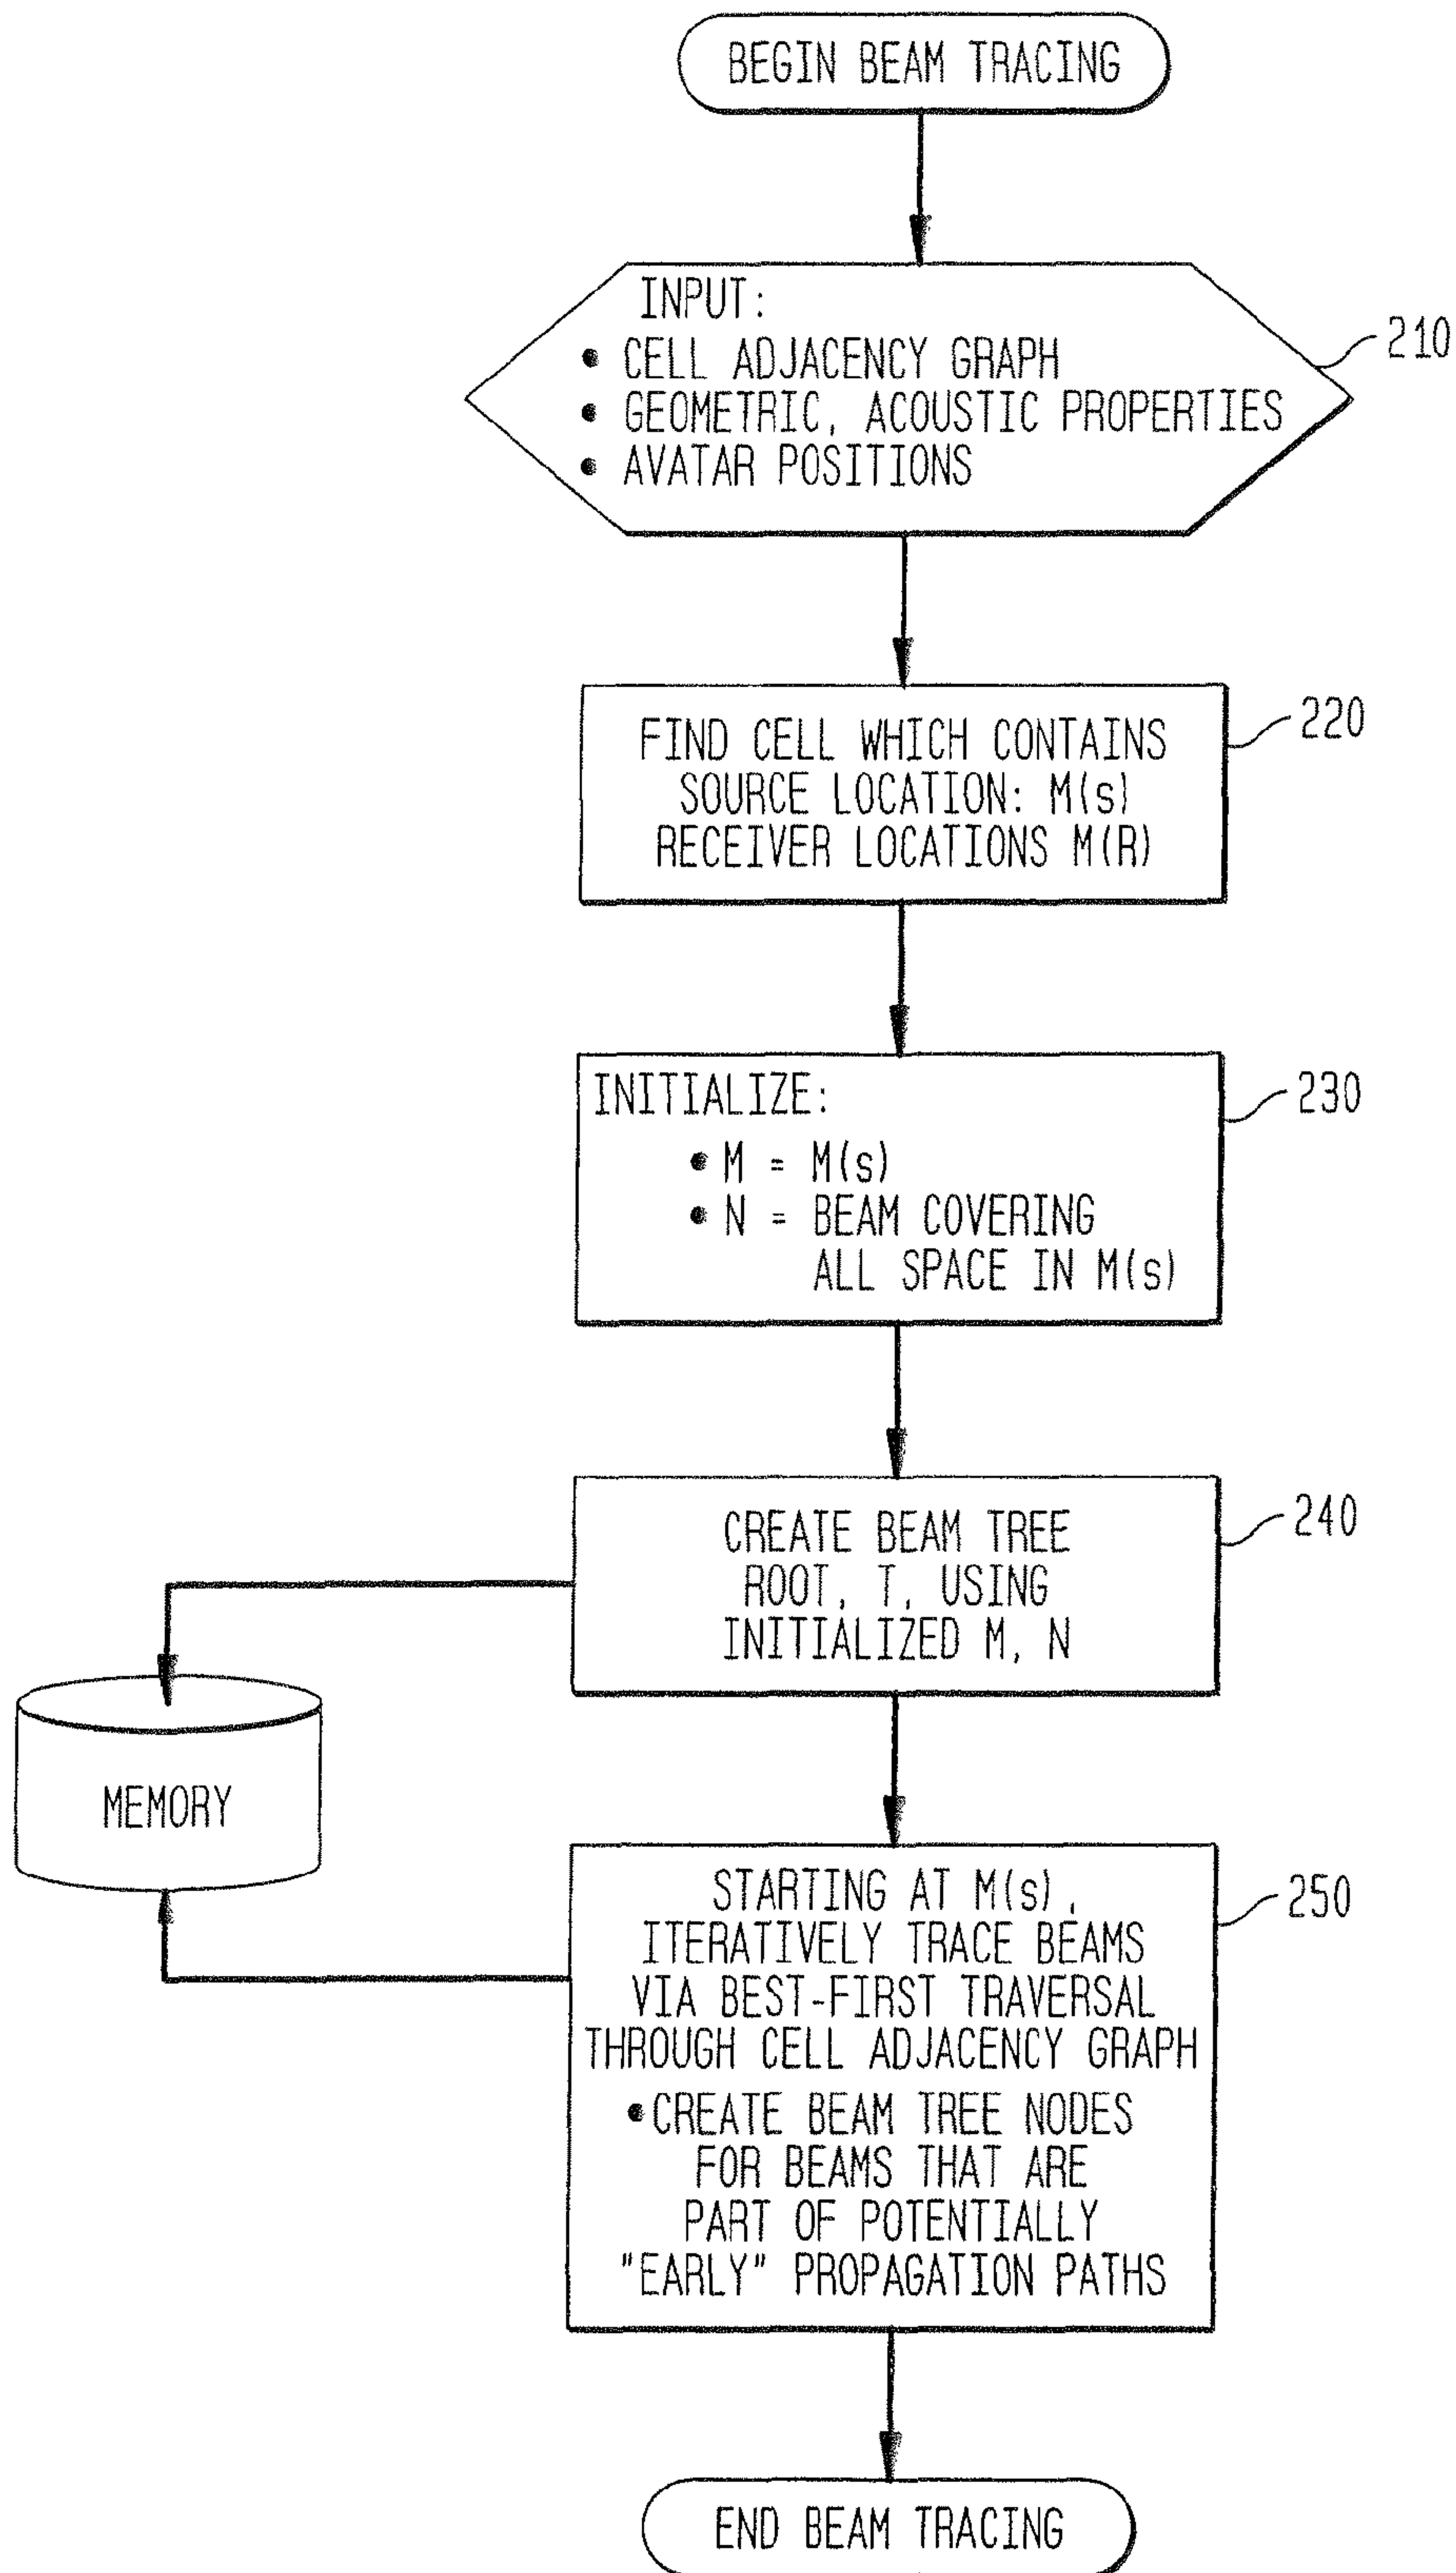 BEGIN BEAM TRACING
INPUT:
• CELL ADJACENCY GRAPH
• GEOMETRIC, ACOUSTIC PROPERTIES
• AVATAR POSITIONS
210
FIND CELL WHICH CONTAINS
SOURCE LOCATION: M(s)
RECEIVER LOCATIONS M(R)
220
INITIALIZE:
• M = M(s)
• N = BEAM COVERING
ALL SPACE IN M(s)
230
CREATE BEAM TREE
ROOT, T, USING
INITIALIZED M, N
240
MEMORY
STARTING AT M(s),
ITERATIVELY TRACE BEAMS
VIA BEST-FIRST TRAVERSAL
THROUGH CELL ADJACENCY GRAPH
• CREATE BEAM TREE NODES
FOR BEAMS THAT ARE
PART OF POTENTIALLY
"EARLY" PROPAGATION PATHS
250
END BEAM TRACING